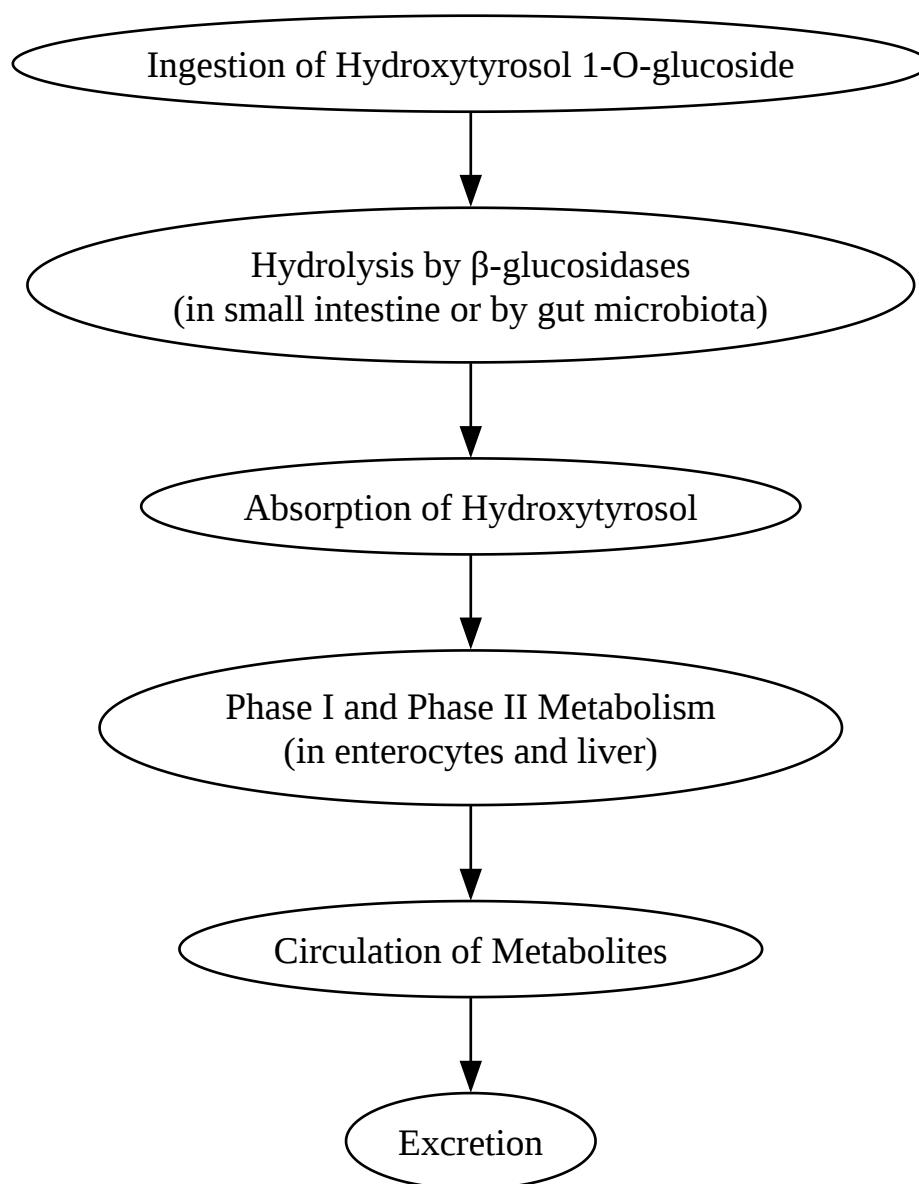 Ingestion of Hydroxytyrosol 1-O-glucoside
Hydrolysis by β-glucosidases
(in small intestine or by gut microbiota)
Absorption of Hydroxytyrosol
Phase I and Phase II Metabolism
(in enterocytes and liver)
Circulation of Metabolites
Excretion